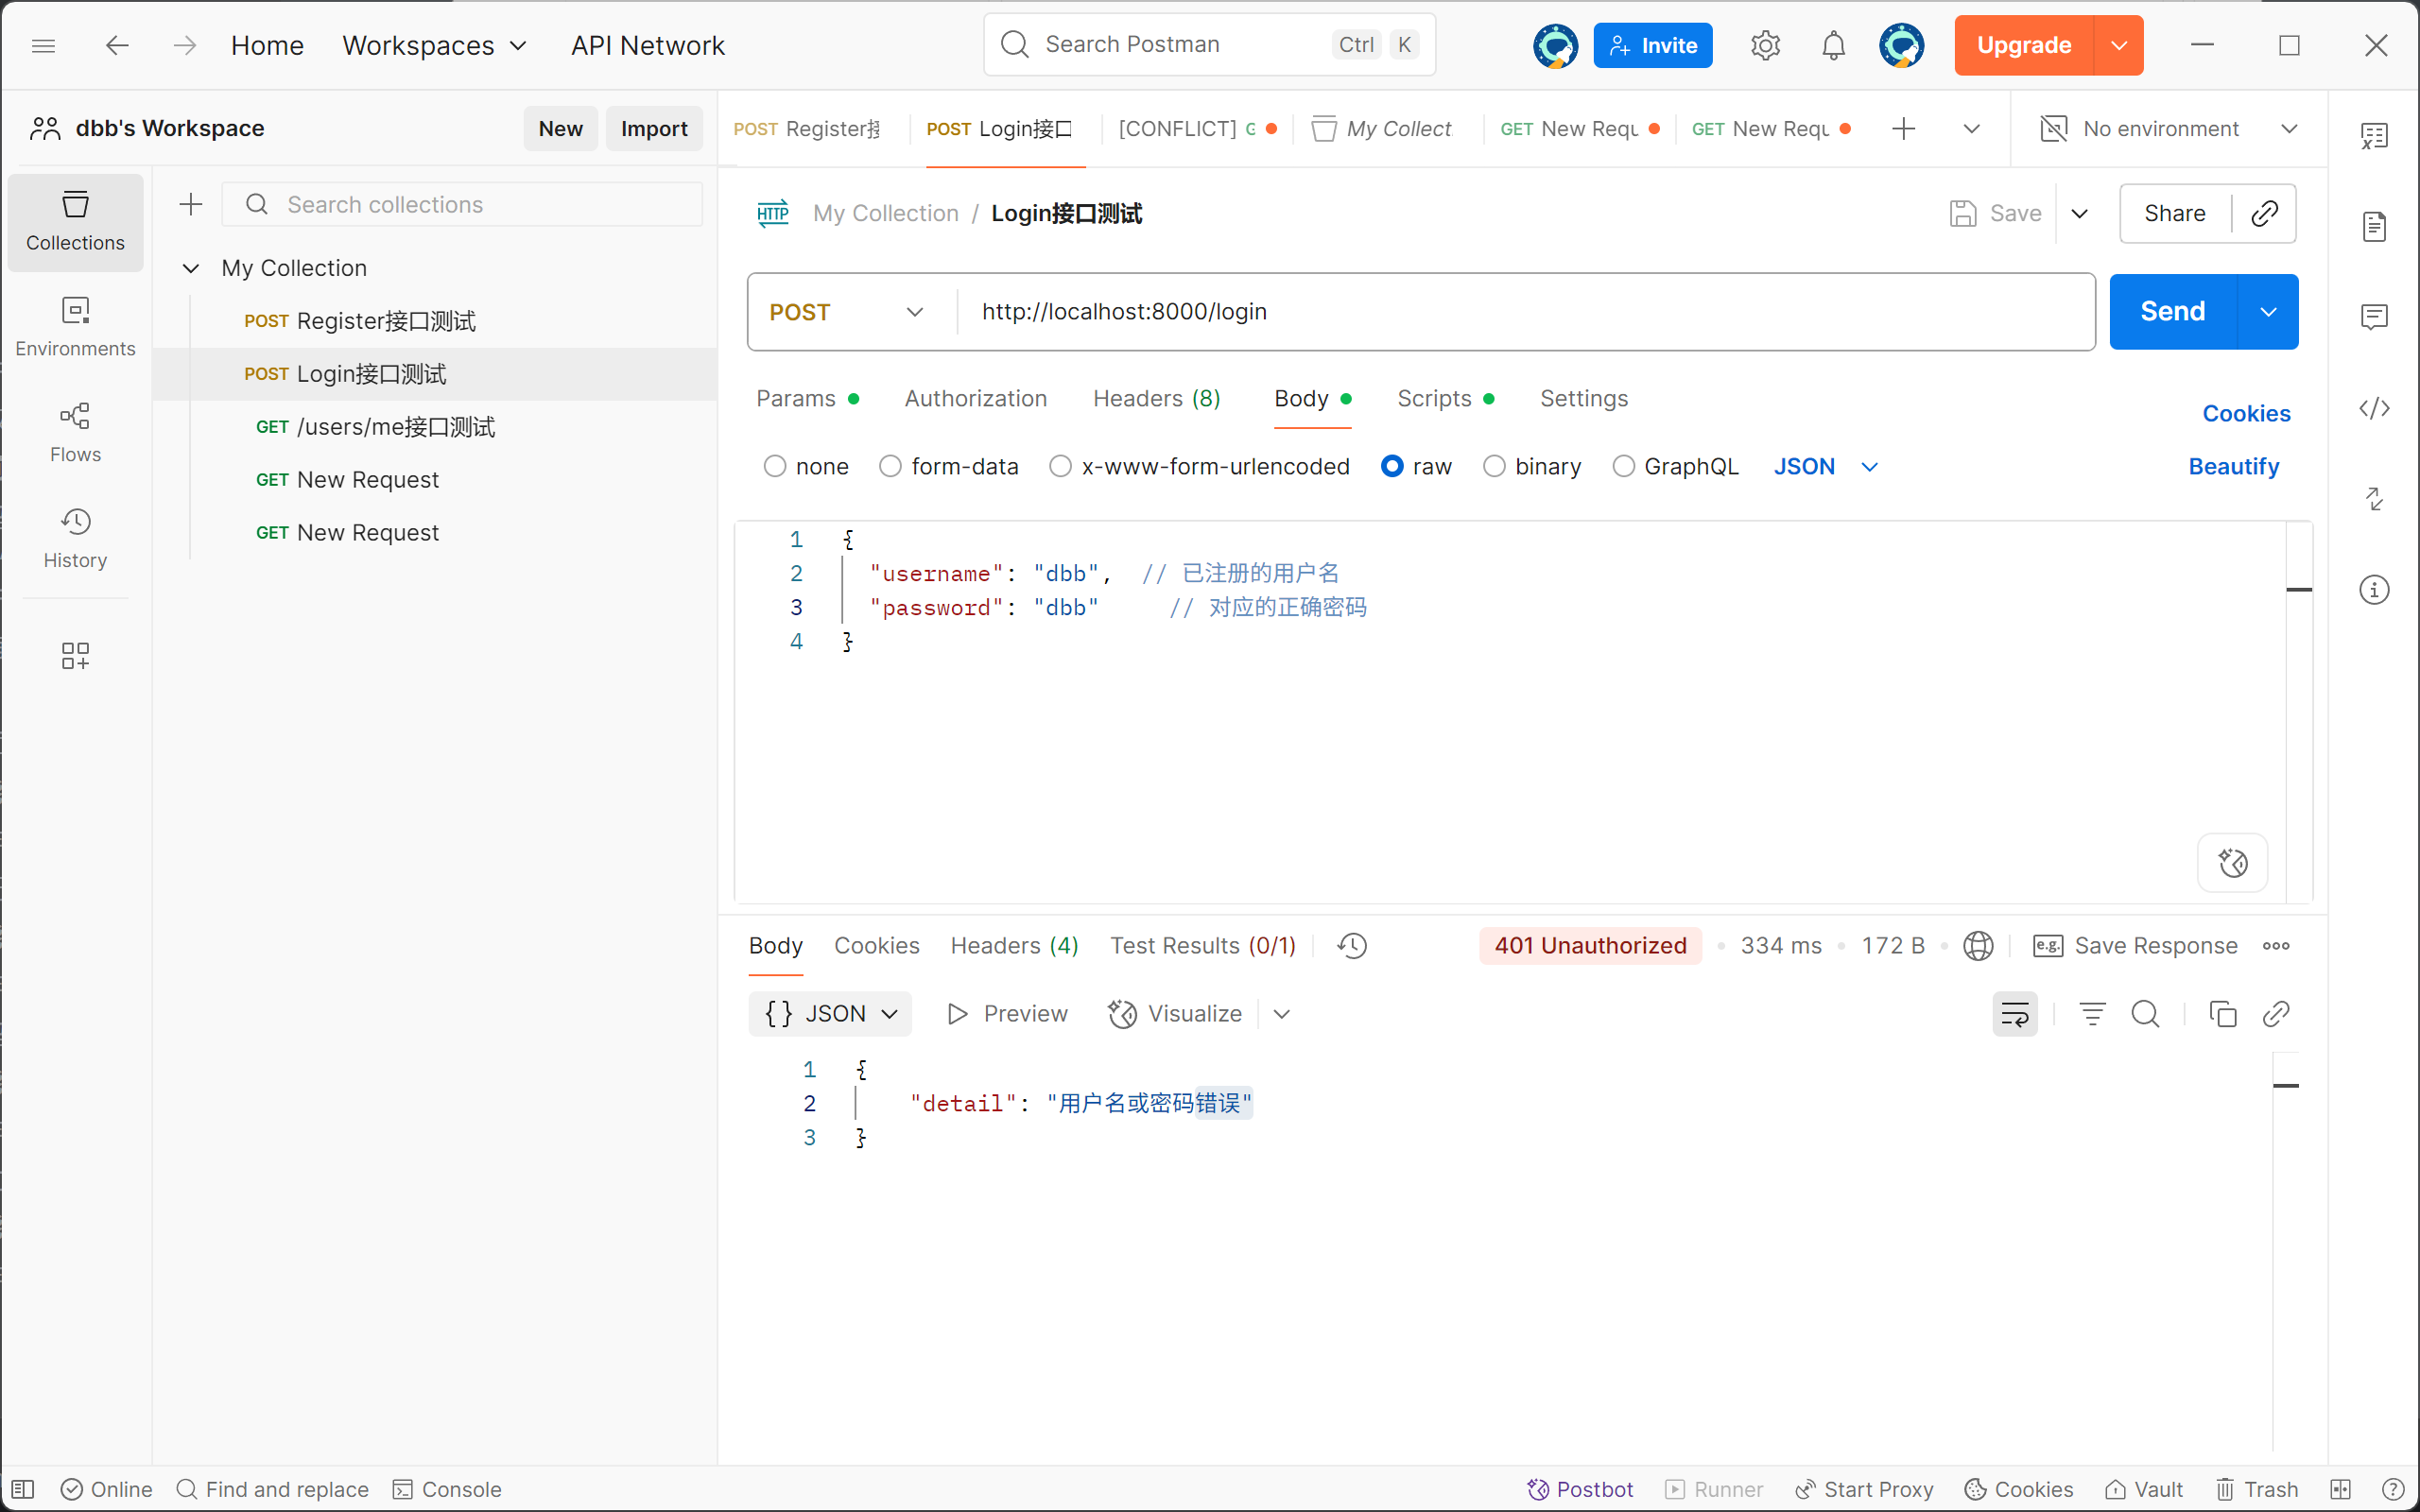 Home Workspaces API Network Search Postman Ctrl K Invite Upgrade
dbb's Workspace New Import
POST Register接 POST Login接口 [CONFLICT] G My Collect GET New Requ GET New Requ No environment
Collections
Environments
Flows
History
Search collections
My Collection
POST Register接口测试
POST Login接口测试
GET /users/me接口测试
GET New Request
GET New Request
HTTP My Collection / Login接口测试 Save Share
POST http://localhost:8000/login Send
Params Authorization Headers (8) Body Scripts Settings Cookies
none form-data x-www-form-urlencoded raw binary GraphQL JSON Beautify
1 {
2 "username": "dbb", // 已注册的用户名
3 "password": "dbb" // 对应的正确密码
4 }
Body Cookies Headers (4) Test Results (0/1) 401 Unauthorized 334 ms 172 B e.g. Save Response
{} JSON Preview Visualize
1 {
2 "detail": "用户名或密码错误"
3 }
Online Find and replace Console Postbot Runner Start Proxy Cookies Vault Trash